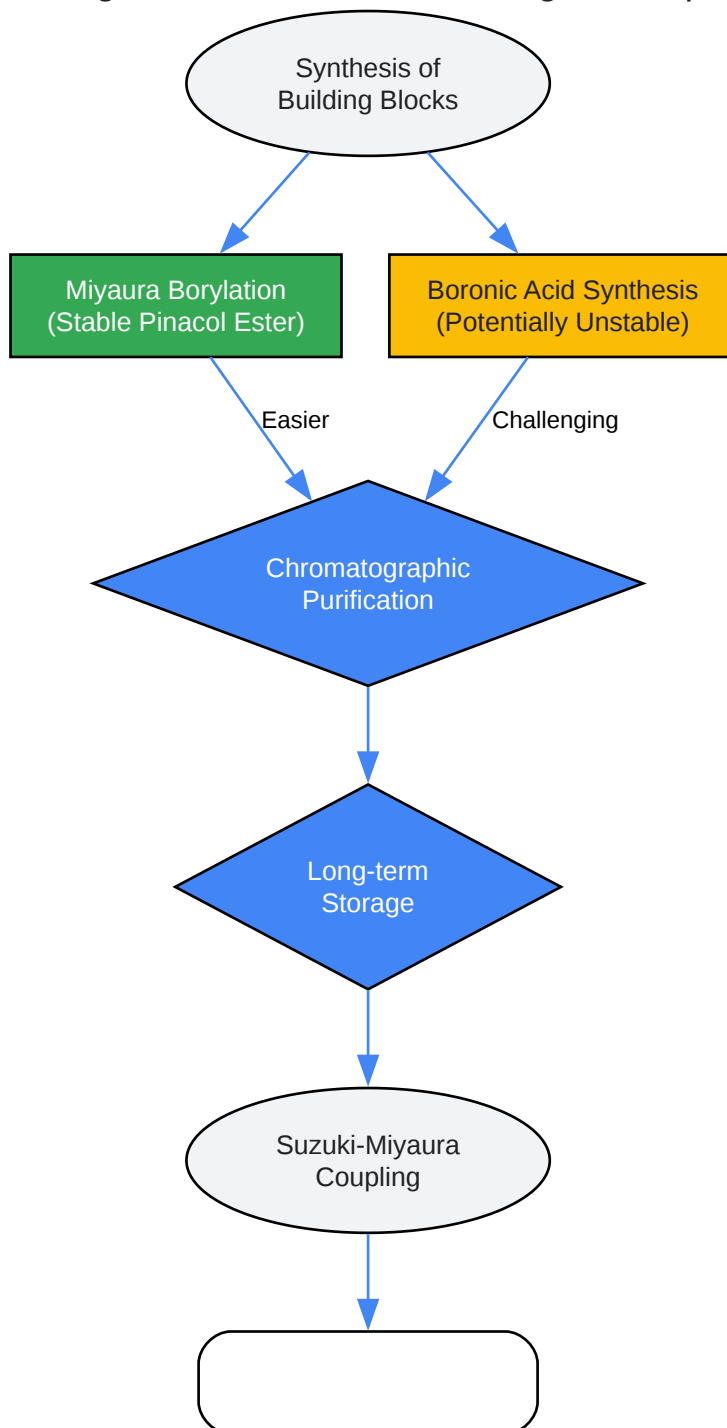 Synthesis of
Building Blocks
Miyaura Borylation
(Stable Pinacol Ester)
Boronic Acid Synthesis
(Potentially Unstable)
Easier
Challenging
Chromatographic
Purification
Long-term
Storage
Suzuki-Miyaura
Coupling